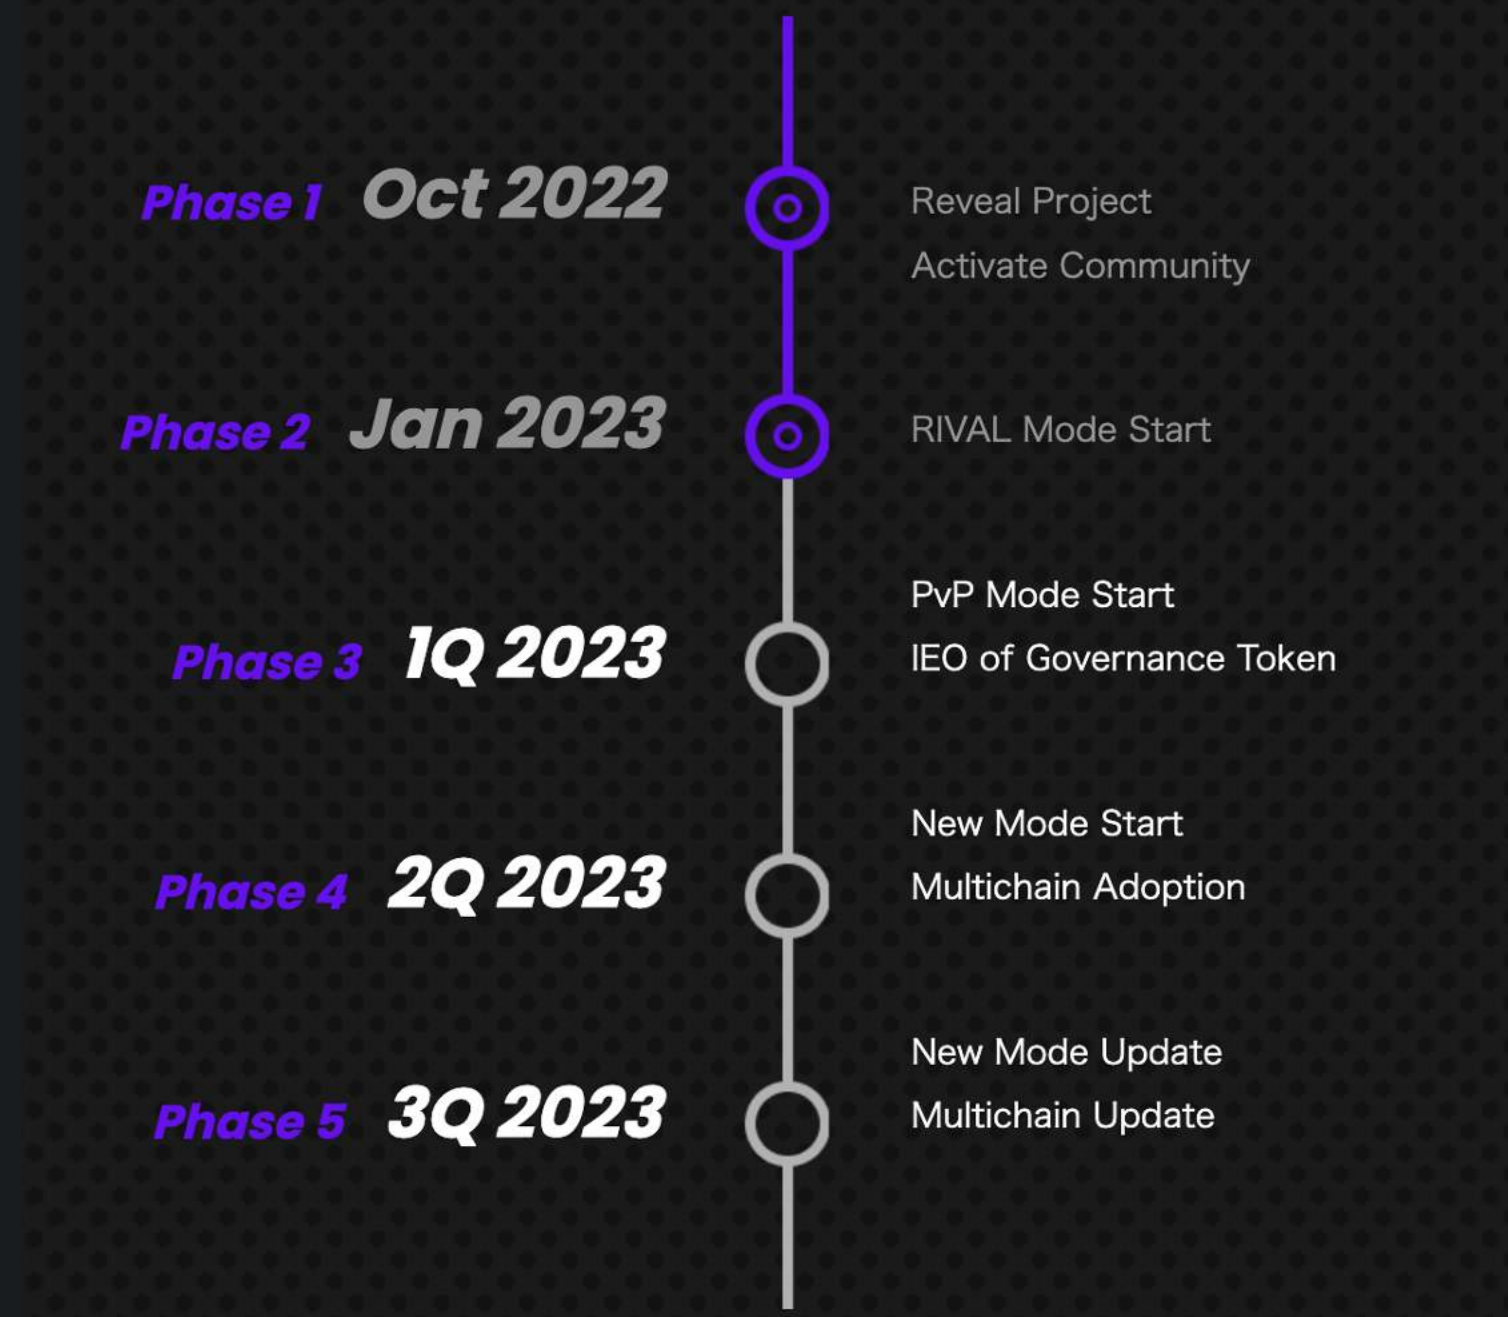 Phase 1 Oct 2022
Reveal Project
Activate Community
Phase 2 Jan 2023
RIVAL Mode Start
Phase 3 1Q 2023
PvP Mode Start
IEO of Governance Token
Phase 4 2Q 2023
New Mode Start
Multichain Adoption
Phase 5 3Q 2023
New Mode Update
Multichain Update